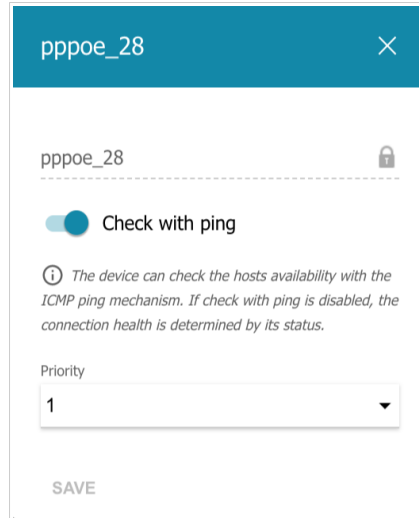 pppoe_28
pppoe_28
Check with ping
The device can check the hosts availability with the
ICMP ping mechanism. If check with ping is disabled, the
connection health is determined by its status.
Priority
1
SAVE